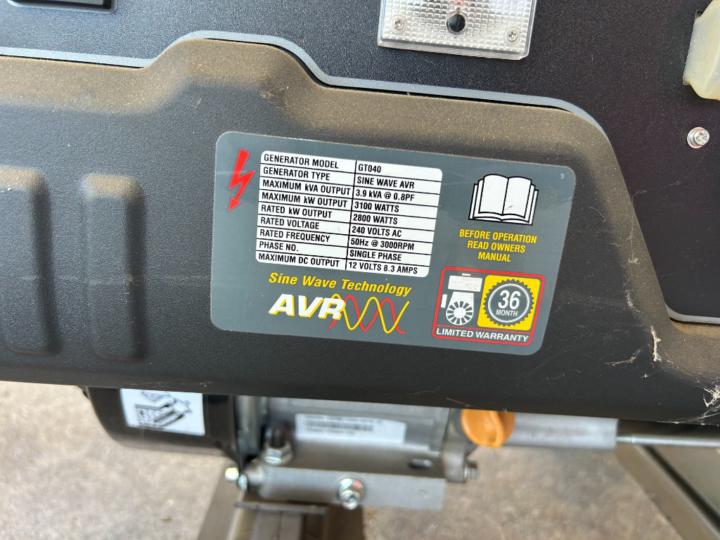 GENERATOR MODEL GT040
GENERATOR TYPE SINE WAVE AVR
MAXIMUM kVA OUTPUT 3.9 kVA @ 0.8PF
MAXIMUM kW OUTPUT 3100 WATTS
RATED kW OUTPUT 2800 WATTS
RATED VOLTAGE 240 VOLTS AC
RATED FREQUENCY 50Hz @ 3000RPM
PHASE NO. SINGLE PHASE
MAXIMUM DC OUTPUT 12 VOLTS 8.3 AMPS
Sine Wave Technology
AVR
BEFORE OPERATION
READ OWNERS
MANUAL
36
MONTH
LIMITED WARRANTY